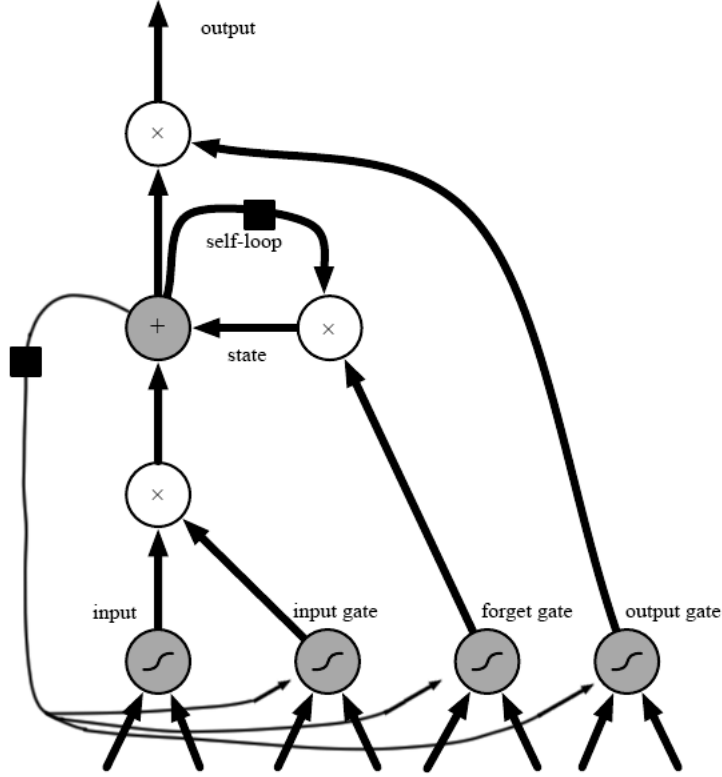 output
×
self-loop
+
×
state
×
input
input gate
forget gate
output gate